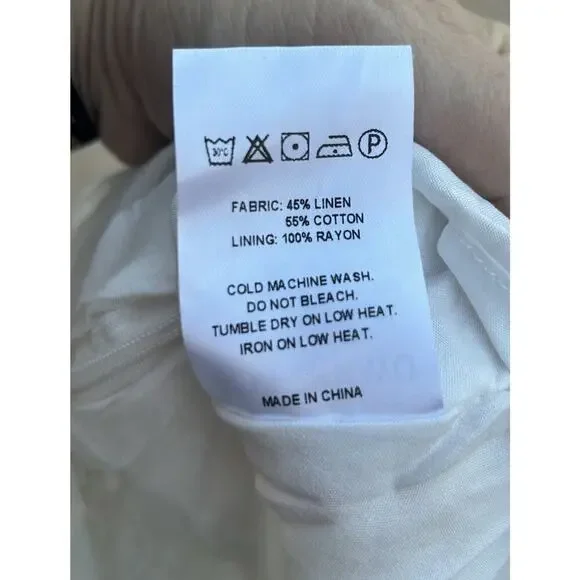 30°C P
FABRIC: 45% LINEN
55% COTTON
LINING: 100% RAYON
COLD MACHINE WASH.
DO NOT BLEACH.
TUMBLE DRY ON LOW HEAT.
IRON ON LOW HEAT.
MADE IN CHINA